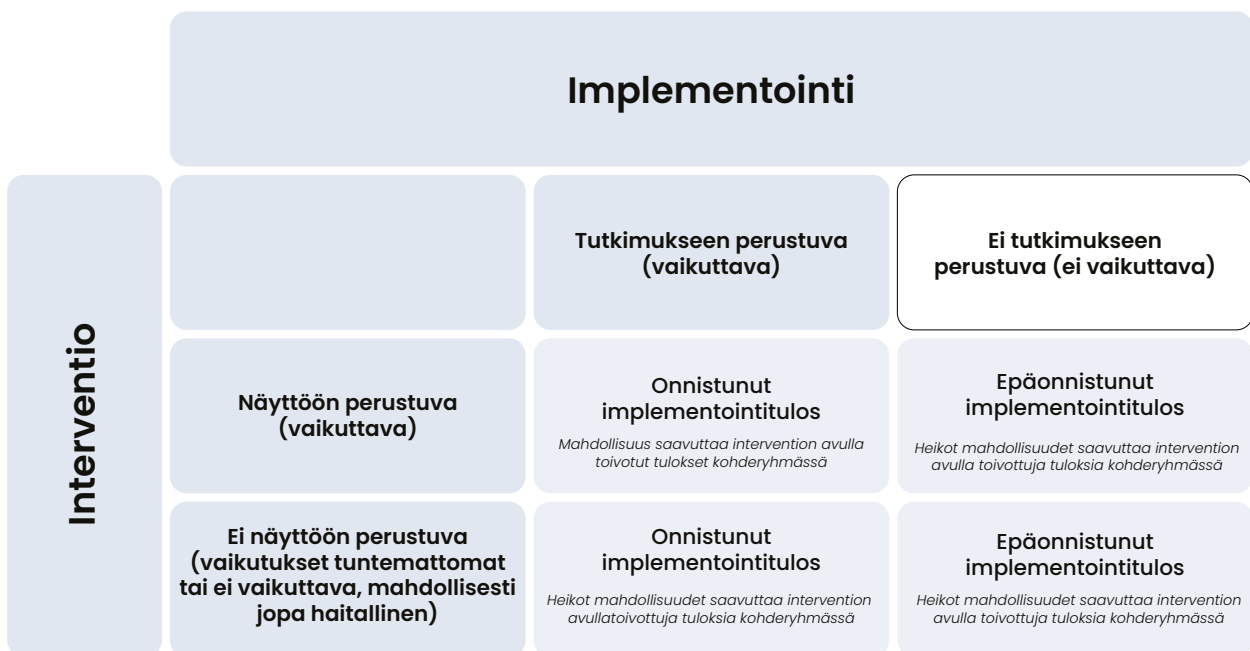 Implementointi
Interventio
Tutkimukseen perustuva
(vaikuttava)
Ei tutkimukseen
perustuva (ei vaikuttava)
Näyttöön perustuva
(vaikuttava)
Onnistunut
implementointitulos
Mahdollisuus saavuttaa intervention avulla
toivotut tulokset kohderyhmässä
Epäonnistunut
implementointitulos
Heikot mahdollisuudet saavuttaa intervention
avulla toivottuja tuloksia kohderyhmässä
Ei näyttöön perustuva
(vaikutukset tuntemattomat
tai ei vaikuttava, mahdollisesti
jopa haitallinen)
Onnistunut
implementointitulos
Heikot mahdollisuudet saavuttaa intervention
avullatoivottuja tuloksia kohderyhmässä
Epäonnistunut
implementointitulos
Heikot mahdollisuudet saavuttaa intervention
avulla toivottuja tuloksia kohderyhmässä